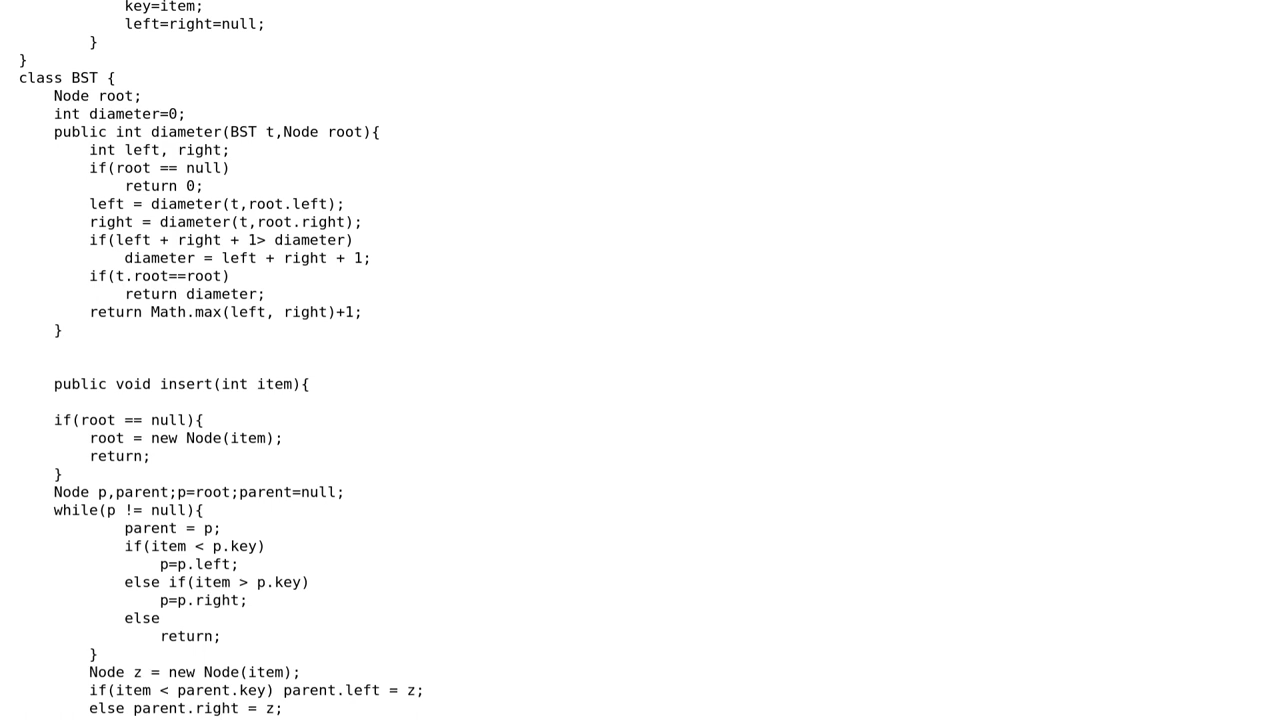 key=item;
            left=right=null;
        }
}
class BST {
    Node root;
    int diameter=0;
    public int diameter(BST t,Node root){
        int left, right;
        if(root == null)
            return 0;
        left = diameter(t,root.left);
        right = diameter(t,root.right);
        if(left + right + 1> diameter)
            diameter = left + right + 1;
        if(t.root==root)
            return diameter;
        return Math.max(left, right)+1;
    }
    public void insert(int item){
    if(root == null){
        root = new Node(item);
        return;
    }
    Node p,parent;p=root;parent=null;
    while(p != null){
            parent = p;
            if(item < p.key)
                p=p.left;
            else if(item > p.key)
                p=p.right;
            else
                return;
        }
        Node z = new Node(item);
        if(item < parent.key) parent.left = z;
        else parent.right = z;